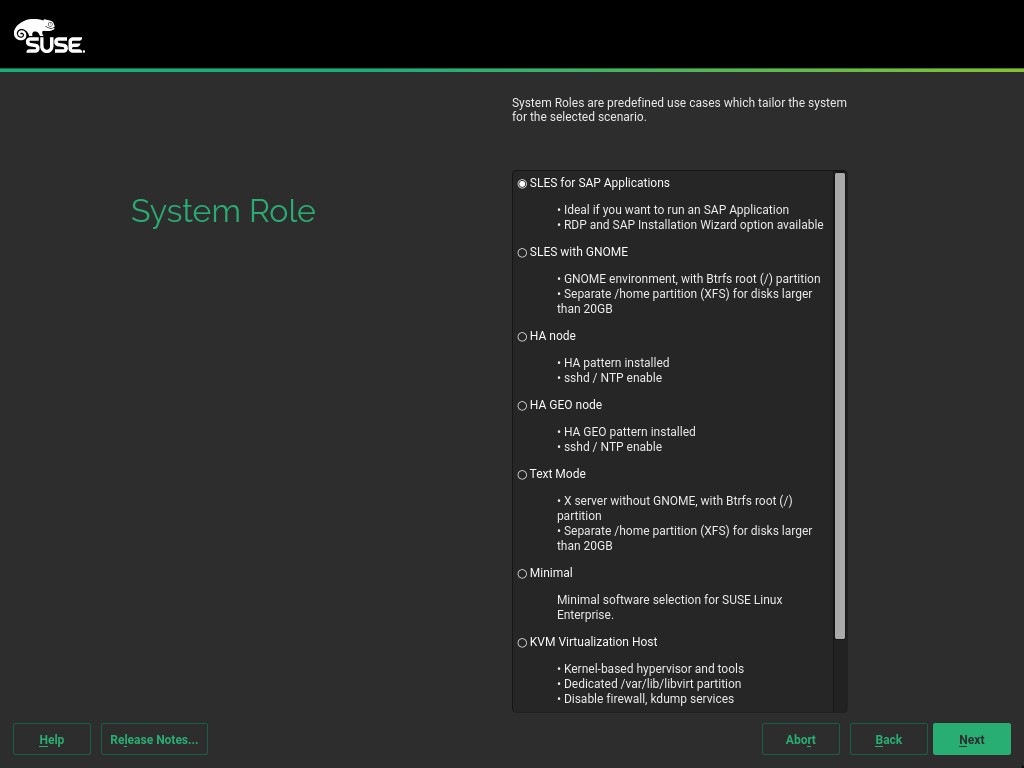 SUSE.
System Roles are predefined use cases which tailor the system
for the selected scenario.
System Role
SLES for SAP Applications
• Ideal if you want to run an SAP Application
• RDP and SAP Installation Wizard option available
SLES with GNOME
• GNOME environment, with Btrfs root (/) partition
• Separate /home partition (XFS) for disks larger
than 20GB
HA node
• HA pattern installed
• sshd / NTP enable
HA GEO node
• HA GEO pattern installed
• sshd / NTP enable
Text Mode
• X server without GNOME, with Btrfs root (/)
partition
• Separate /home partition (XFS) for disks larger
than 20GB
Minimal
Minimal software selection for SUSE Linux
Enterprise.
KVM Virtualization Host
• Kernel-based hypervisor and tools
• Dedicated /var/lib/libvirt partition
• Disable firewall, kdump services
Help
Release Notes...
Abort
Back
Next